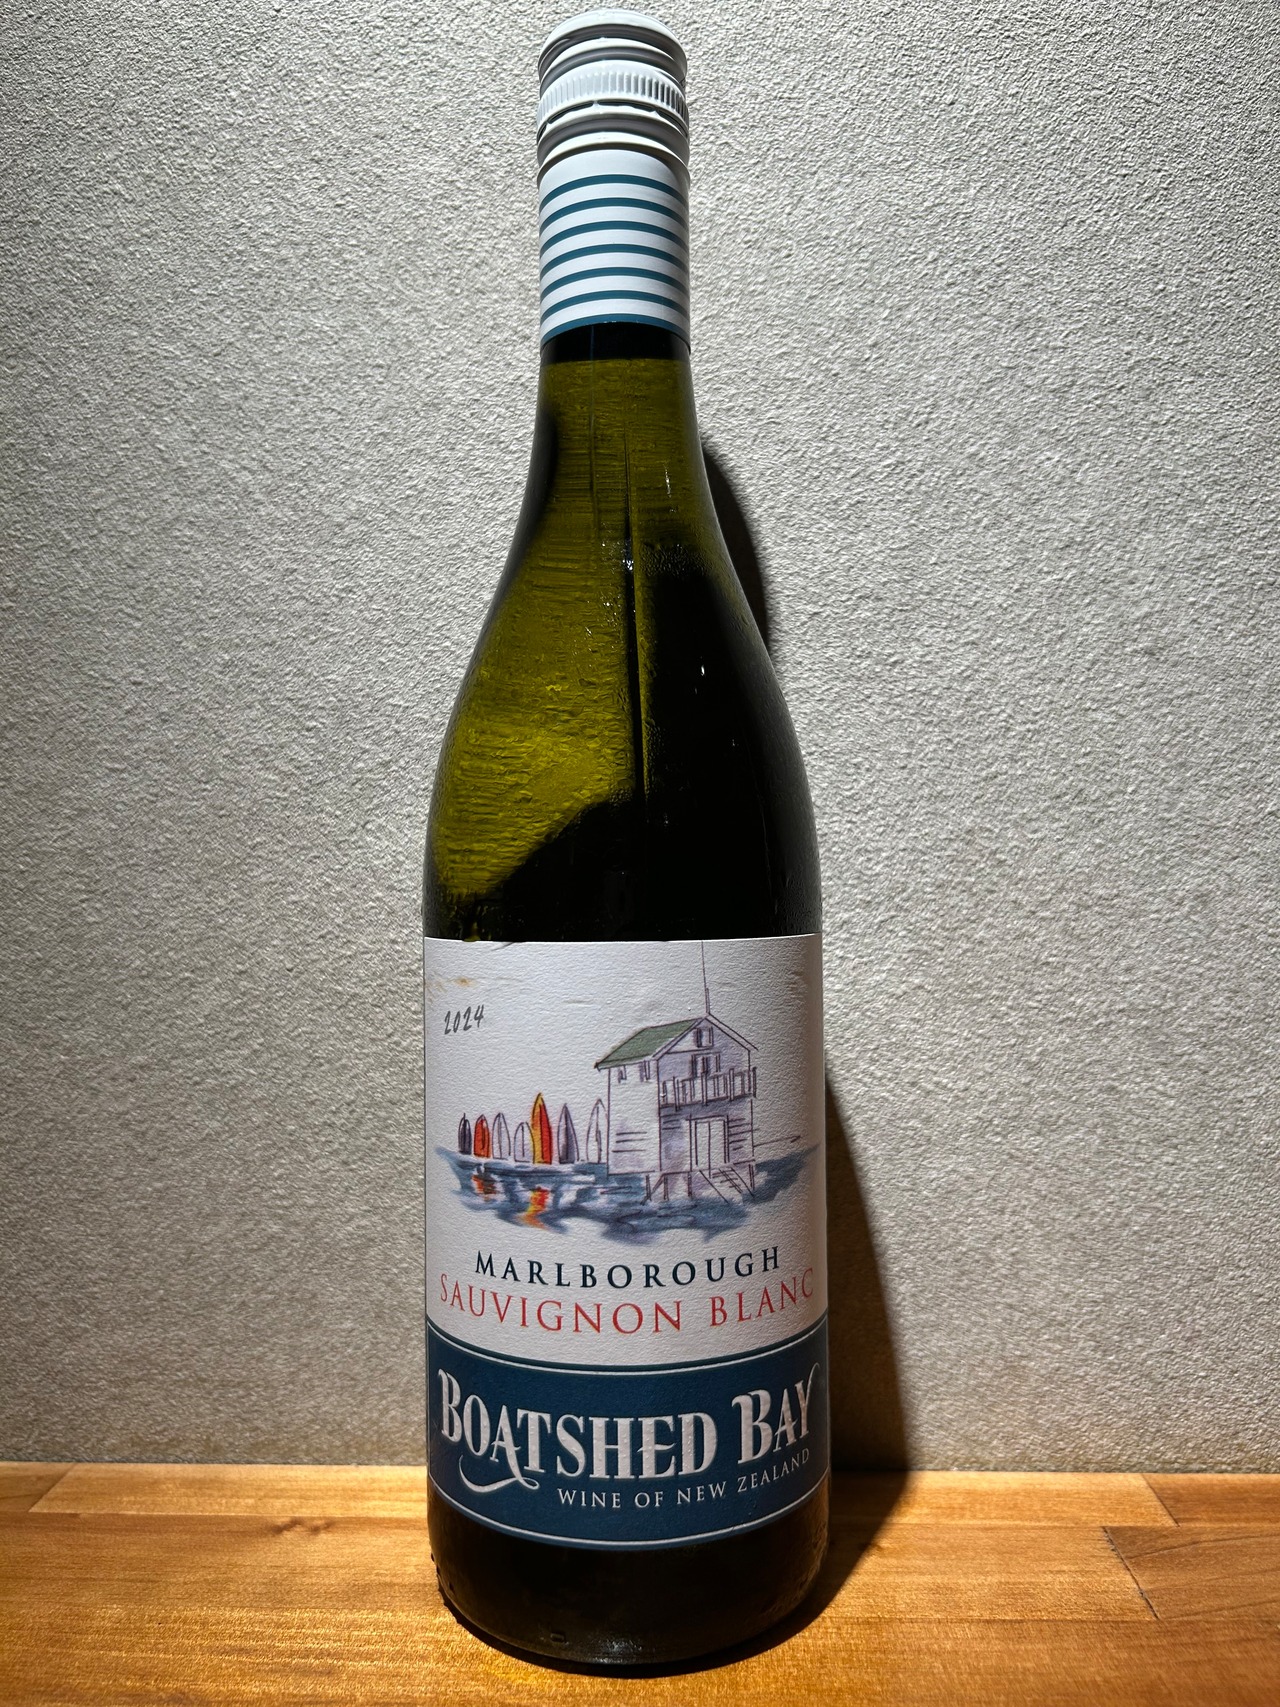 2024
MARLBOROUGH
SAUVIGNON BLANC
BOATSHED BAY
WINE OF NEW ZEALAND